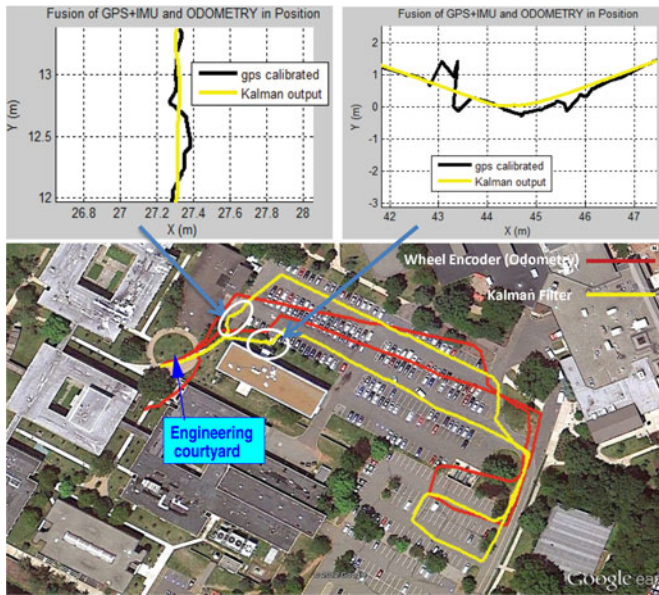 Fusion of GPS+IMU and ODOMETRY in Position
13
12.5
12
Y (m)
gps calibrated
Kalman output
26.8 27 27.2 27.4 27.6 27.8 28
X (m)
Fusion of GPS+IMU and ODOMETRY in Position
2
1
0
-1
-2
-3
Y (m)
gps calibrated
Kalman output
42 43 44 45 46 47
X (m)
Wheel Encoder (Odometry)
Kalman Filter
Engineering
courtyard
Google ea